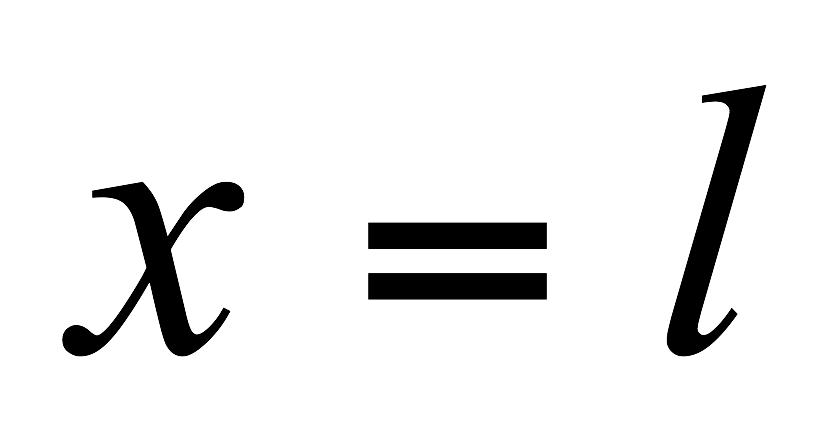 x = l